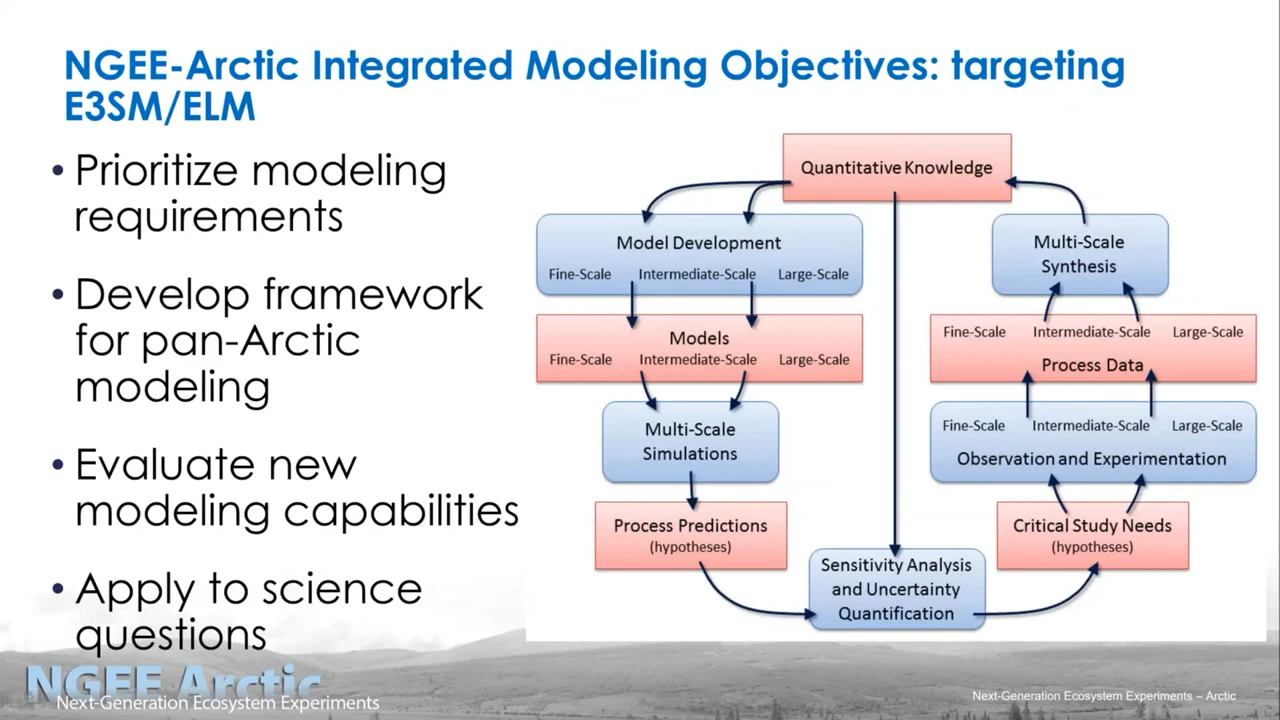 NGEE-Arctic Integrated Modeling Objectives: targeting
E3SM/ELM
• Prioritize modeling
requirements
• Develop framework
for pan-Arctic
modeling
• Evaluate new
modeling capabilities
• Apply to science
questions
Quantitative Knowledge
Model Development
Fine-Scale Intermediate-Scale Large-Scale
Models
Fine-Scale Intermediate-Scale Large-Scale
Multi-Scale
Simulations
Process Predictions
(hypotheses)
Sensitivity Analysis
and Uncertainty
Quantification
Multi-Scale
Synthesis
Fine-Scale Intermediate-Scale Large-Scale
Process Data
Fine-Scale Intermediate-Scale Large-Scale
Observation and Experimentation
Critical Study Needs
(hypotheses)
NGEE Arctic
Next-Generation Ecosystem Experiments
Next-Generation Ecosystem Experiments – Arctic